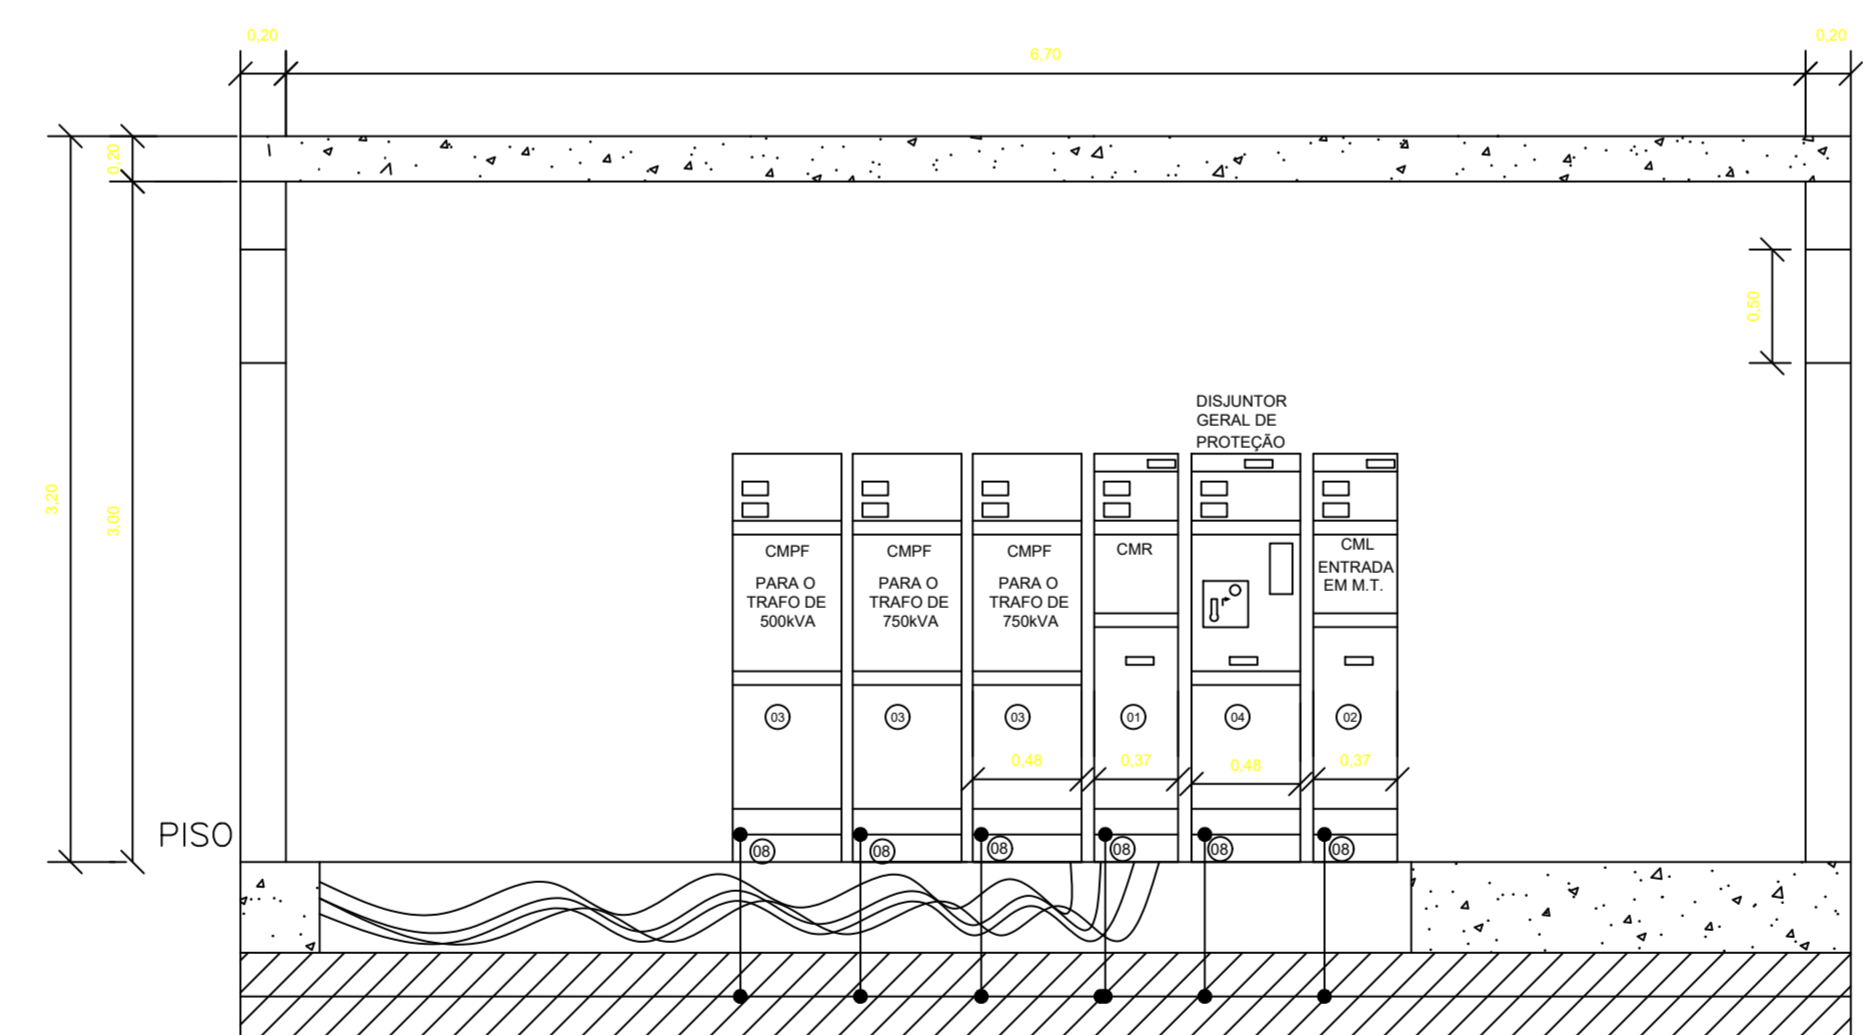 0,20
6,70
0,20
0,20
3,20
3,00
0,50
DISJUNTOR
GERAL DE
PROTEÇÃO
CMPF
PARA O
TRAFO DE
500kVA
CMPF
PARA O
TRAFO DE
750kVA
CMPF
PARA O
TRAFO DE
750kVA
CMR
CML
ENTRADA
EM M.T.
03
03
03
01
04
02
0,48
0,37
0,48
0,37
PISO
08
08
08
08
08
08